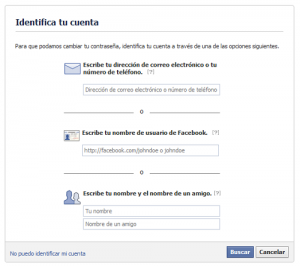 Identifica tu cuenta
Para que podamos cambiar tu contraseña, identifica tu cuenta a través de una de las opciones siguientes.
Escribe tu dirección de correo electrónico o tu
número de teléfono. [?]
Dirección de correo electrónico o número de teléfono
o
Escribe tu nombre de usuario de Facebook. [?]
http://facebook.com/johndoe o johndoe
o
Escribe tu nombre y el nombre de un amigo. [?]
Tu nombre
Nombre de un amigo
No puedo identificar mi cuenta
Buscar
Cancelar